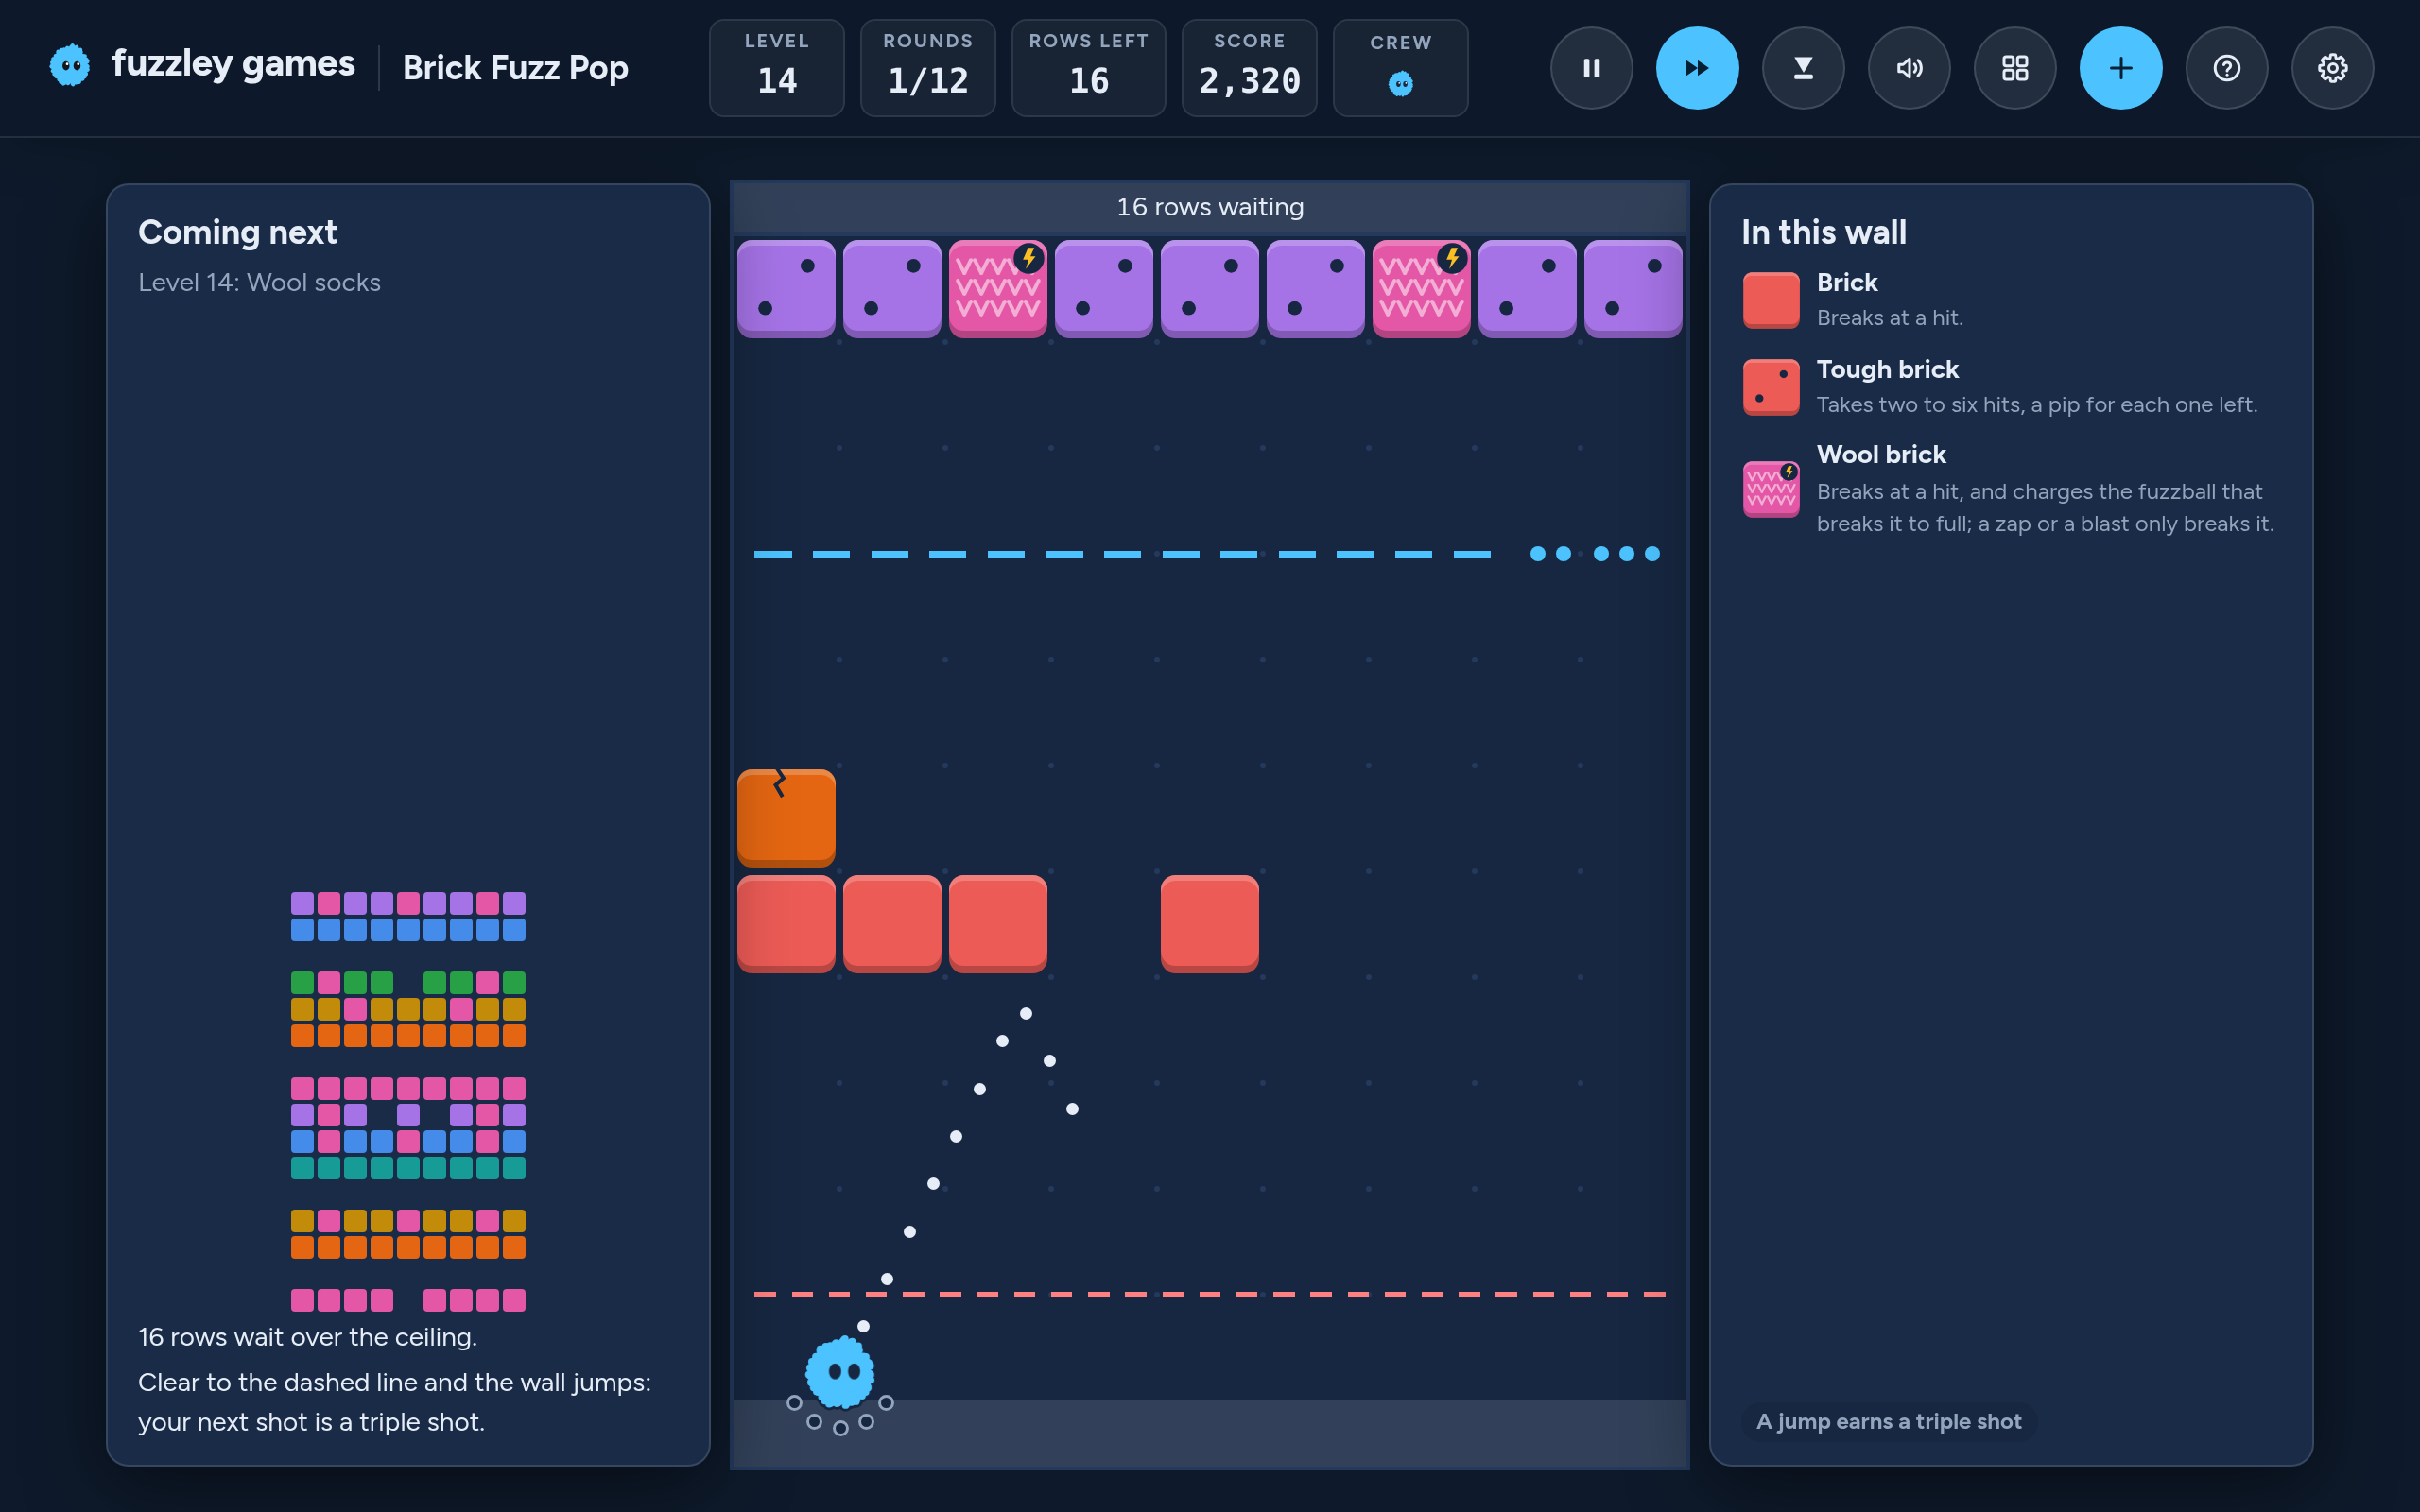 fuzzley games
Brick Fuzz Pop
LEVEL
14
ROUNDS
1/12
ROWS LEFT
16
SCORE
2,320
CREW
Coming next
Level 14: Wool socks
16 rows wait over the ceiling.
Clear to the dashed line and the wall jumps:
your next shot is a triple shot.
16 rows waiting
In this wall
Brick
Breaks at a hit.
Tough brick
Takes two to six hits, a pip for each one left.
Wool brick
Breaks at a hit, and charges the fuzzball that
breaks it to full; a zap or a blast only breaks it.
A jump earns a triple shot